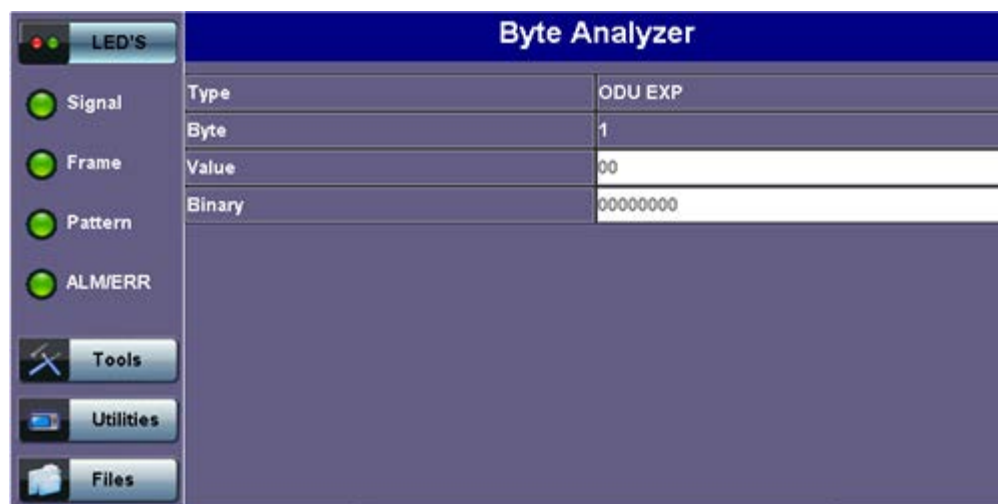 LED'S
Byte Analyzer
Signal
Frame
Pattern
ALM/ERR
Tools
Utilities
Files
Type ODU EXP
Byte 1
Value 00
Binary 00000000